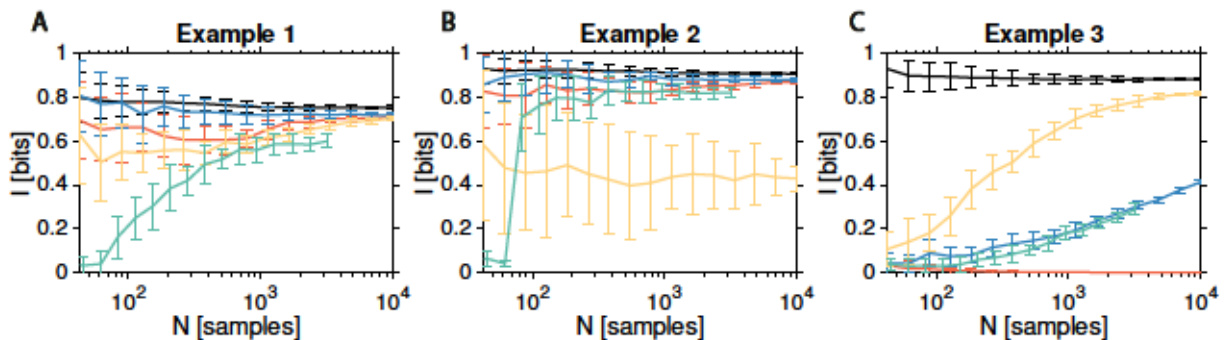 A
Example 1
I [bits]
1
0.8
0.6
0.4
0.2
0
10²
10³
10⁴
N [samples]
B
Example 2
I [bits]
1
0.8
0.6
0.4
0.2
0
10²
10³
10⁴
N [samples]
C
Example 3
I [bits]
1
0.8
0.6
0.4
0.2
0
10²
10³
10⁴
N [samples]